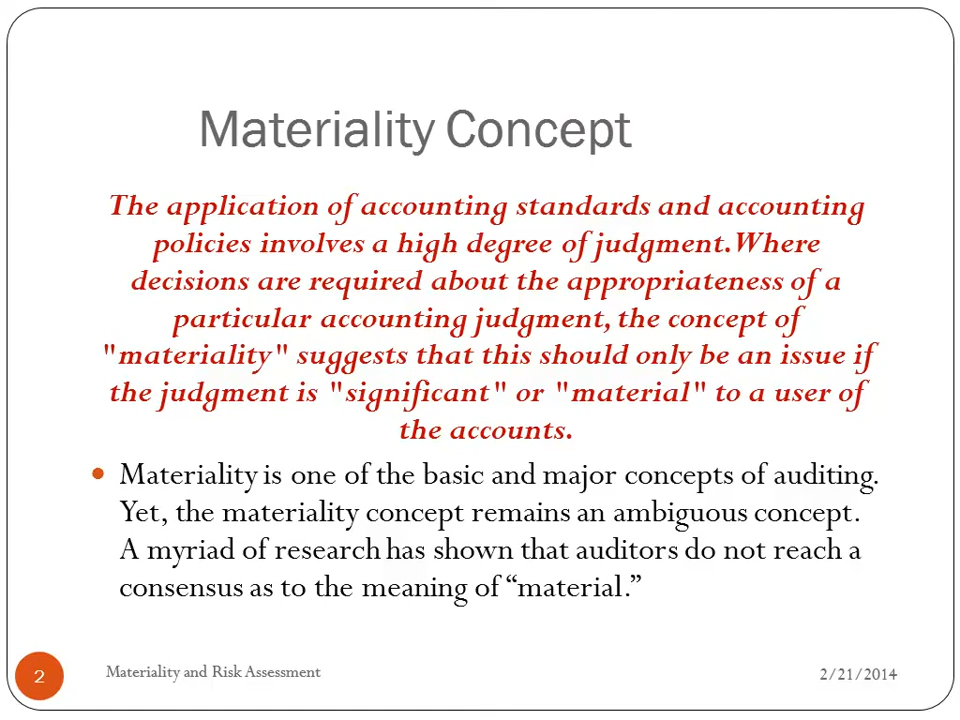 Materiality Concept
The application of accounting standards and accounting
policies involves a high degree of judgment. Where
decisions are required about the appropriateness of a
particular accounting judgment, the concept of
"materiality" suggests that this should only be an issue if
the judgment is "significant" or "material" to a user of
the accounts.
• Materiality is one of the basic and major concepts of auditing.
Yet, the materiality concept remains an ambiguous concept.
A myriad of research has shown that auditors do not reach a
consensus as to the meaning of “material.”
2
Materiality and Risk Assessment
2/21/2014